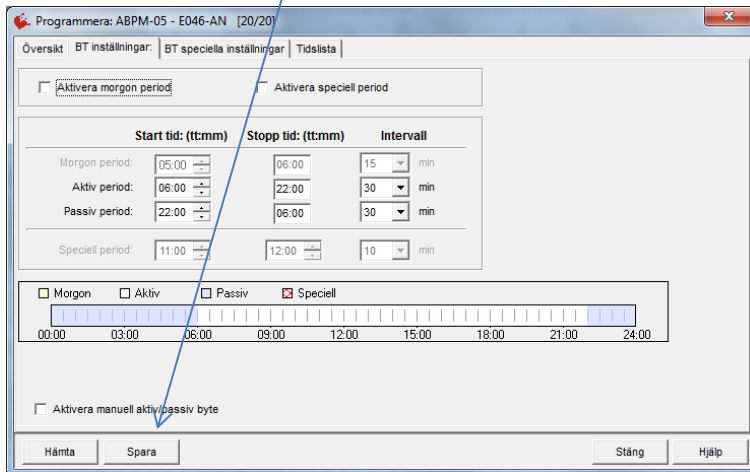 Programmera: ABPM-05 - E046-AN [20/20]
Översikt BT inställningar: BT speciella inställningar Tidslista
Aktivera morgon period Aktivera speciell period
Start tid: (tt:mm) Stopp tid: (tt:mm) Intervall
Morgon period: 05:00 06:00 15 min
Aktiv period: 06:00 22:00 30 min
Passiv period: 22:00 06:00 30 min
Speciell period: 11:00 12:00 10 min
Morgon Aktiv Passiv Speciell
00:00 03:00 06:00 09:00 12:00 15:00 18:00 21:00 24:00
Aktivera manuell aktiv/passiv byte
Hämta Spara Stäng Hjälp